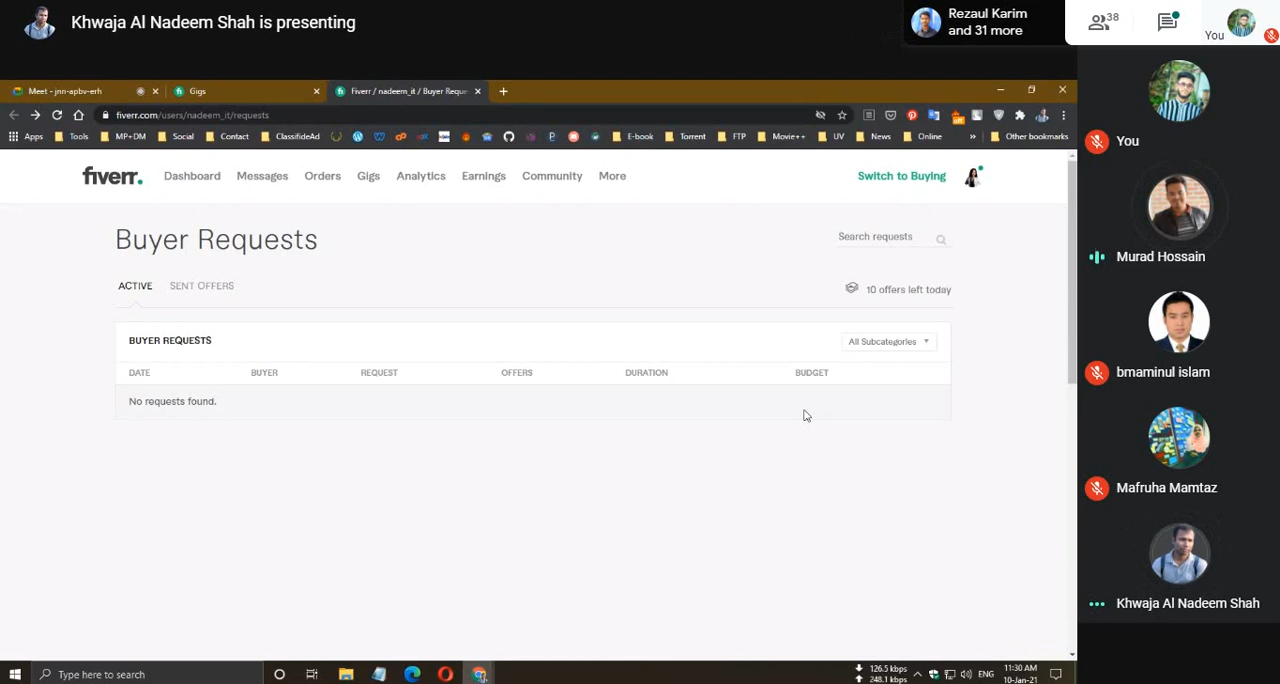 Khwaja Al Nadeem Shah is presenting
Rezaul Karim
and 31 more
38
You
Meet - jnn-apbv-erh
Gigs
Fiverr / nadeem_it / Buyer Reque
fiverr.com/users/nadeem_it/requests
Apps Tools MP+DM Social Contact ClassifideAd E-book Torrent FTP Movie++ UV News Online » Other bookmarks
fiverr.
Dashboard Messages Orders Gigs Analytics Earnings Community More
Switch to Buying
Buyer Requests
Search requests
ACTIVE SENT OFFERS
10 offers left today
BUYER REQUESTS
All Subcategories
DATE BUYER REQUEST OFFERS DURATION BUDGET
No requests found.
You
Murad Hossain
bmaminul islam
Mafruha Mamtaz
Khwaja Al Nadeem Shah
Type here to search
126.5 kbps
248.1 kbps
ENG
11:30 AM
10-Jan-21